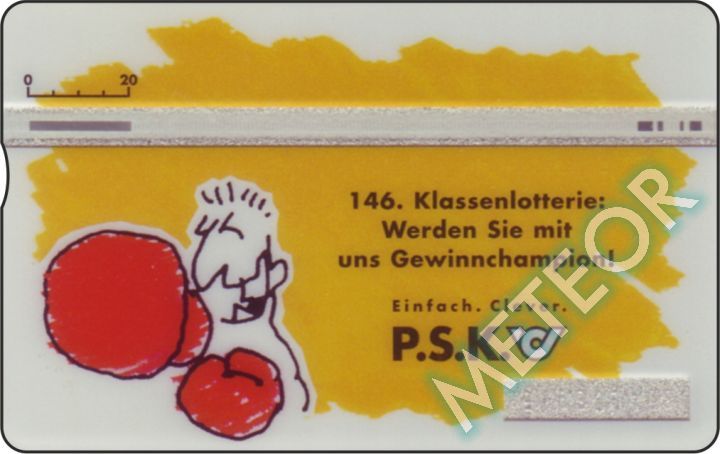 0 20
146. Klassenlotterie:
Werden Sie mit
uns Gewinnchampion!
Einfach. Clever.
P.S.K.
METEOR